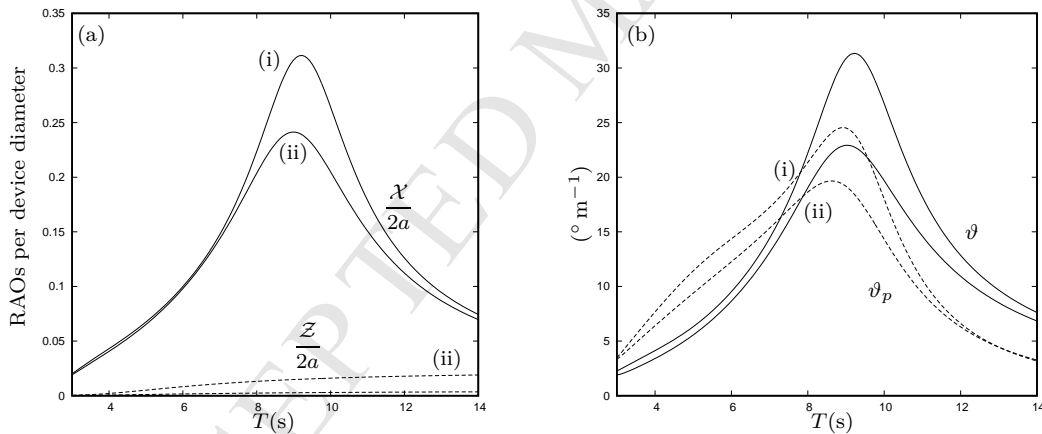 (a)
RAOs per device diameter
0.35
0.3
0.25
0.2
0.15
0.1
0.05
0
(i)
(ii)
𝒳/2a
𝒵/2a
(ii)
4 6 8 10 12 14
T(s)
(b)
(° m⁻¹)
35
30
25
20
15
10
5
0
(i)
(ii)
ϑ
ϑₚ
4 6 8 10 12 14
T(s)
CEPTED M